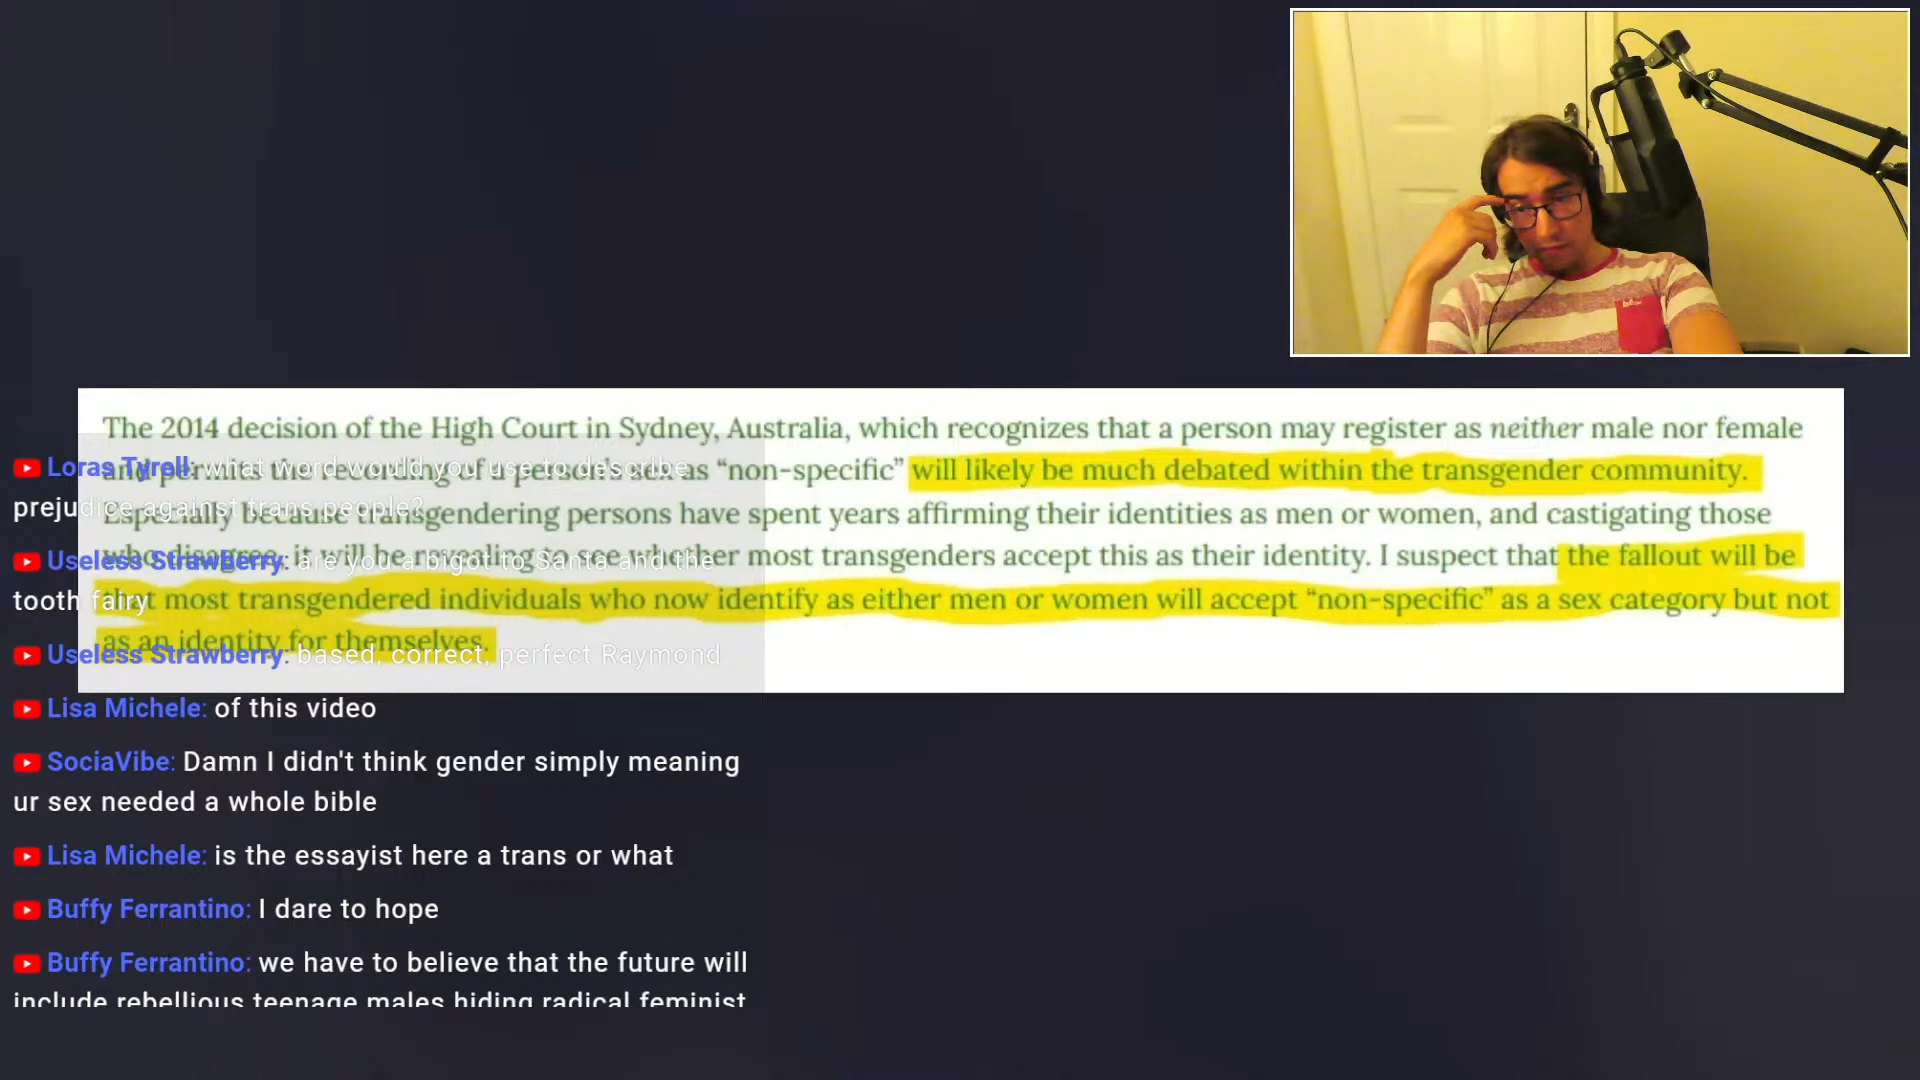 The 2014 decision of the High Court in Sydney, Australia, which recognizes that a person may register as neither male nor female
and permits the recording of a person's sex as “non-specific” will likely be much debated within the transgender community.
Especially because transgendering persons have spent years affirming their identities as men or women, and castigating those
who disagree, it will be revealing to see whether most transgenders accept this as their identity. I suspect that the fallout will be
that most transgendered individuals who now identify as either men or women will accept “non-specific” as a sex category but not
as an identity for themselves.
Loras Tyrell: what word would you use to describe
prejudice against trans people?
Useless Strawberry: are you a bigot to Santa and the
tooth fairy
Useless Strawberry: based, correct, perfect Raymond
Lisa Michele: of this video
SociaVibe: Damn I didn't think gender simply meaning
ur sex needed a whole bible
Lisa Michele: is the essayist here a trans or what
Buffy Ferrantino: I dare to hope
Buffy Ferrantino: we have to believe that the future will
include rebellious teenage males hiding radical feminist